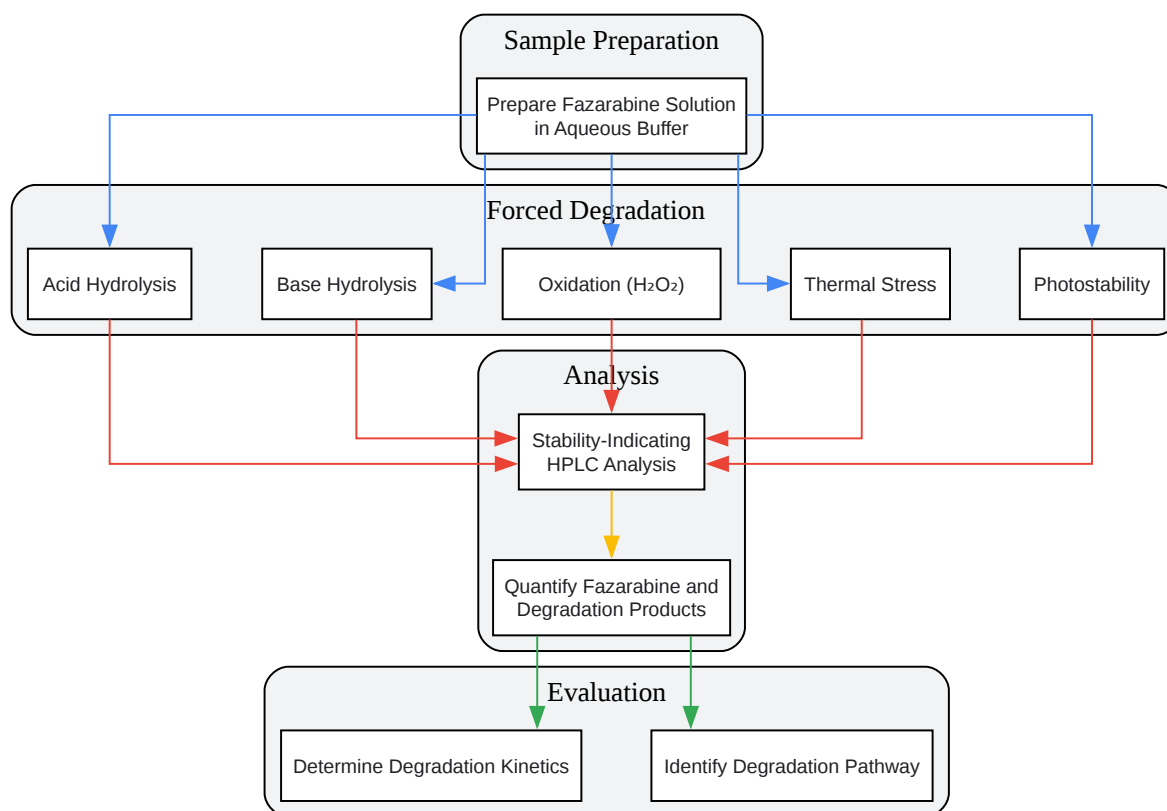 Sample Preparation
Prepare Fazarabine Solution
in Aqueous Buffer
Forced Degradation
Acid Hydrolysis
Base Hydrolysis
Oxidation (H₂O₂)
Thermal Stress
Photostability
Analysis
Stability-Indicating
HPLC Analysis
Quantify Fazarabine and
Degradation Products
Evaluation
Determine Degradation Kinetics
Identify Degradation Pathway